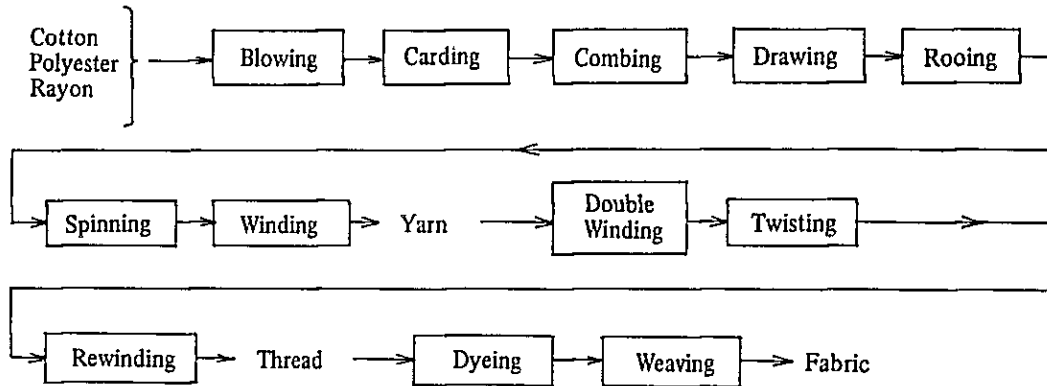 Cotton
Polyester
Rayon
Blowing
Carding
Combing
Drawing
Rooing
Spinning
Winding
Yarn
Double
Winding
Twisting
Rewinding
Thread
Dyeing
Weaving
Fabric